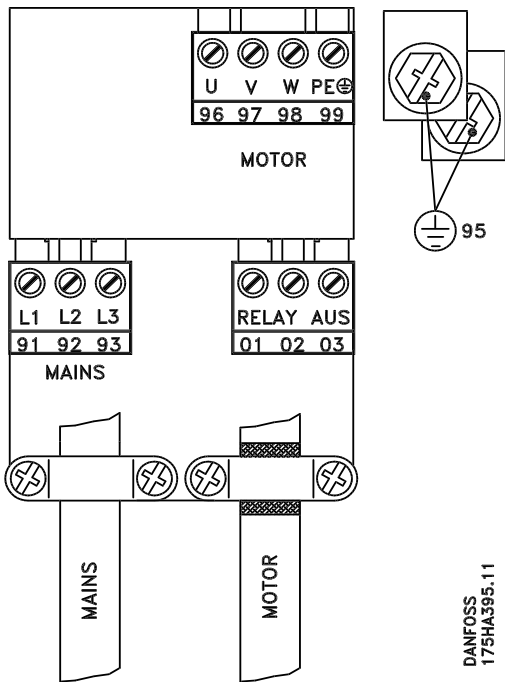 U V W PE
96 97 98 99
MOTOR
95
L1 L2 L3
91 92 93
MAINS
RELAY AUS
01 02 03
MAINS
MOTOR
DANFOSS
175HA395.11